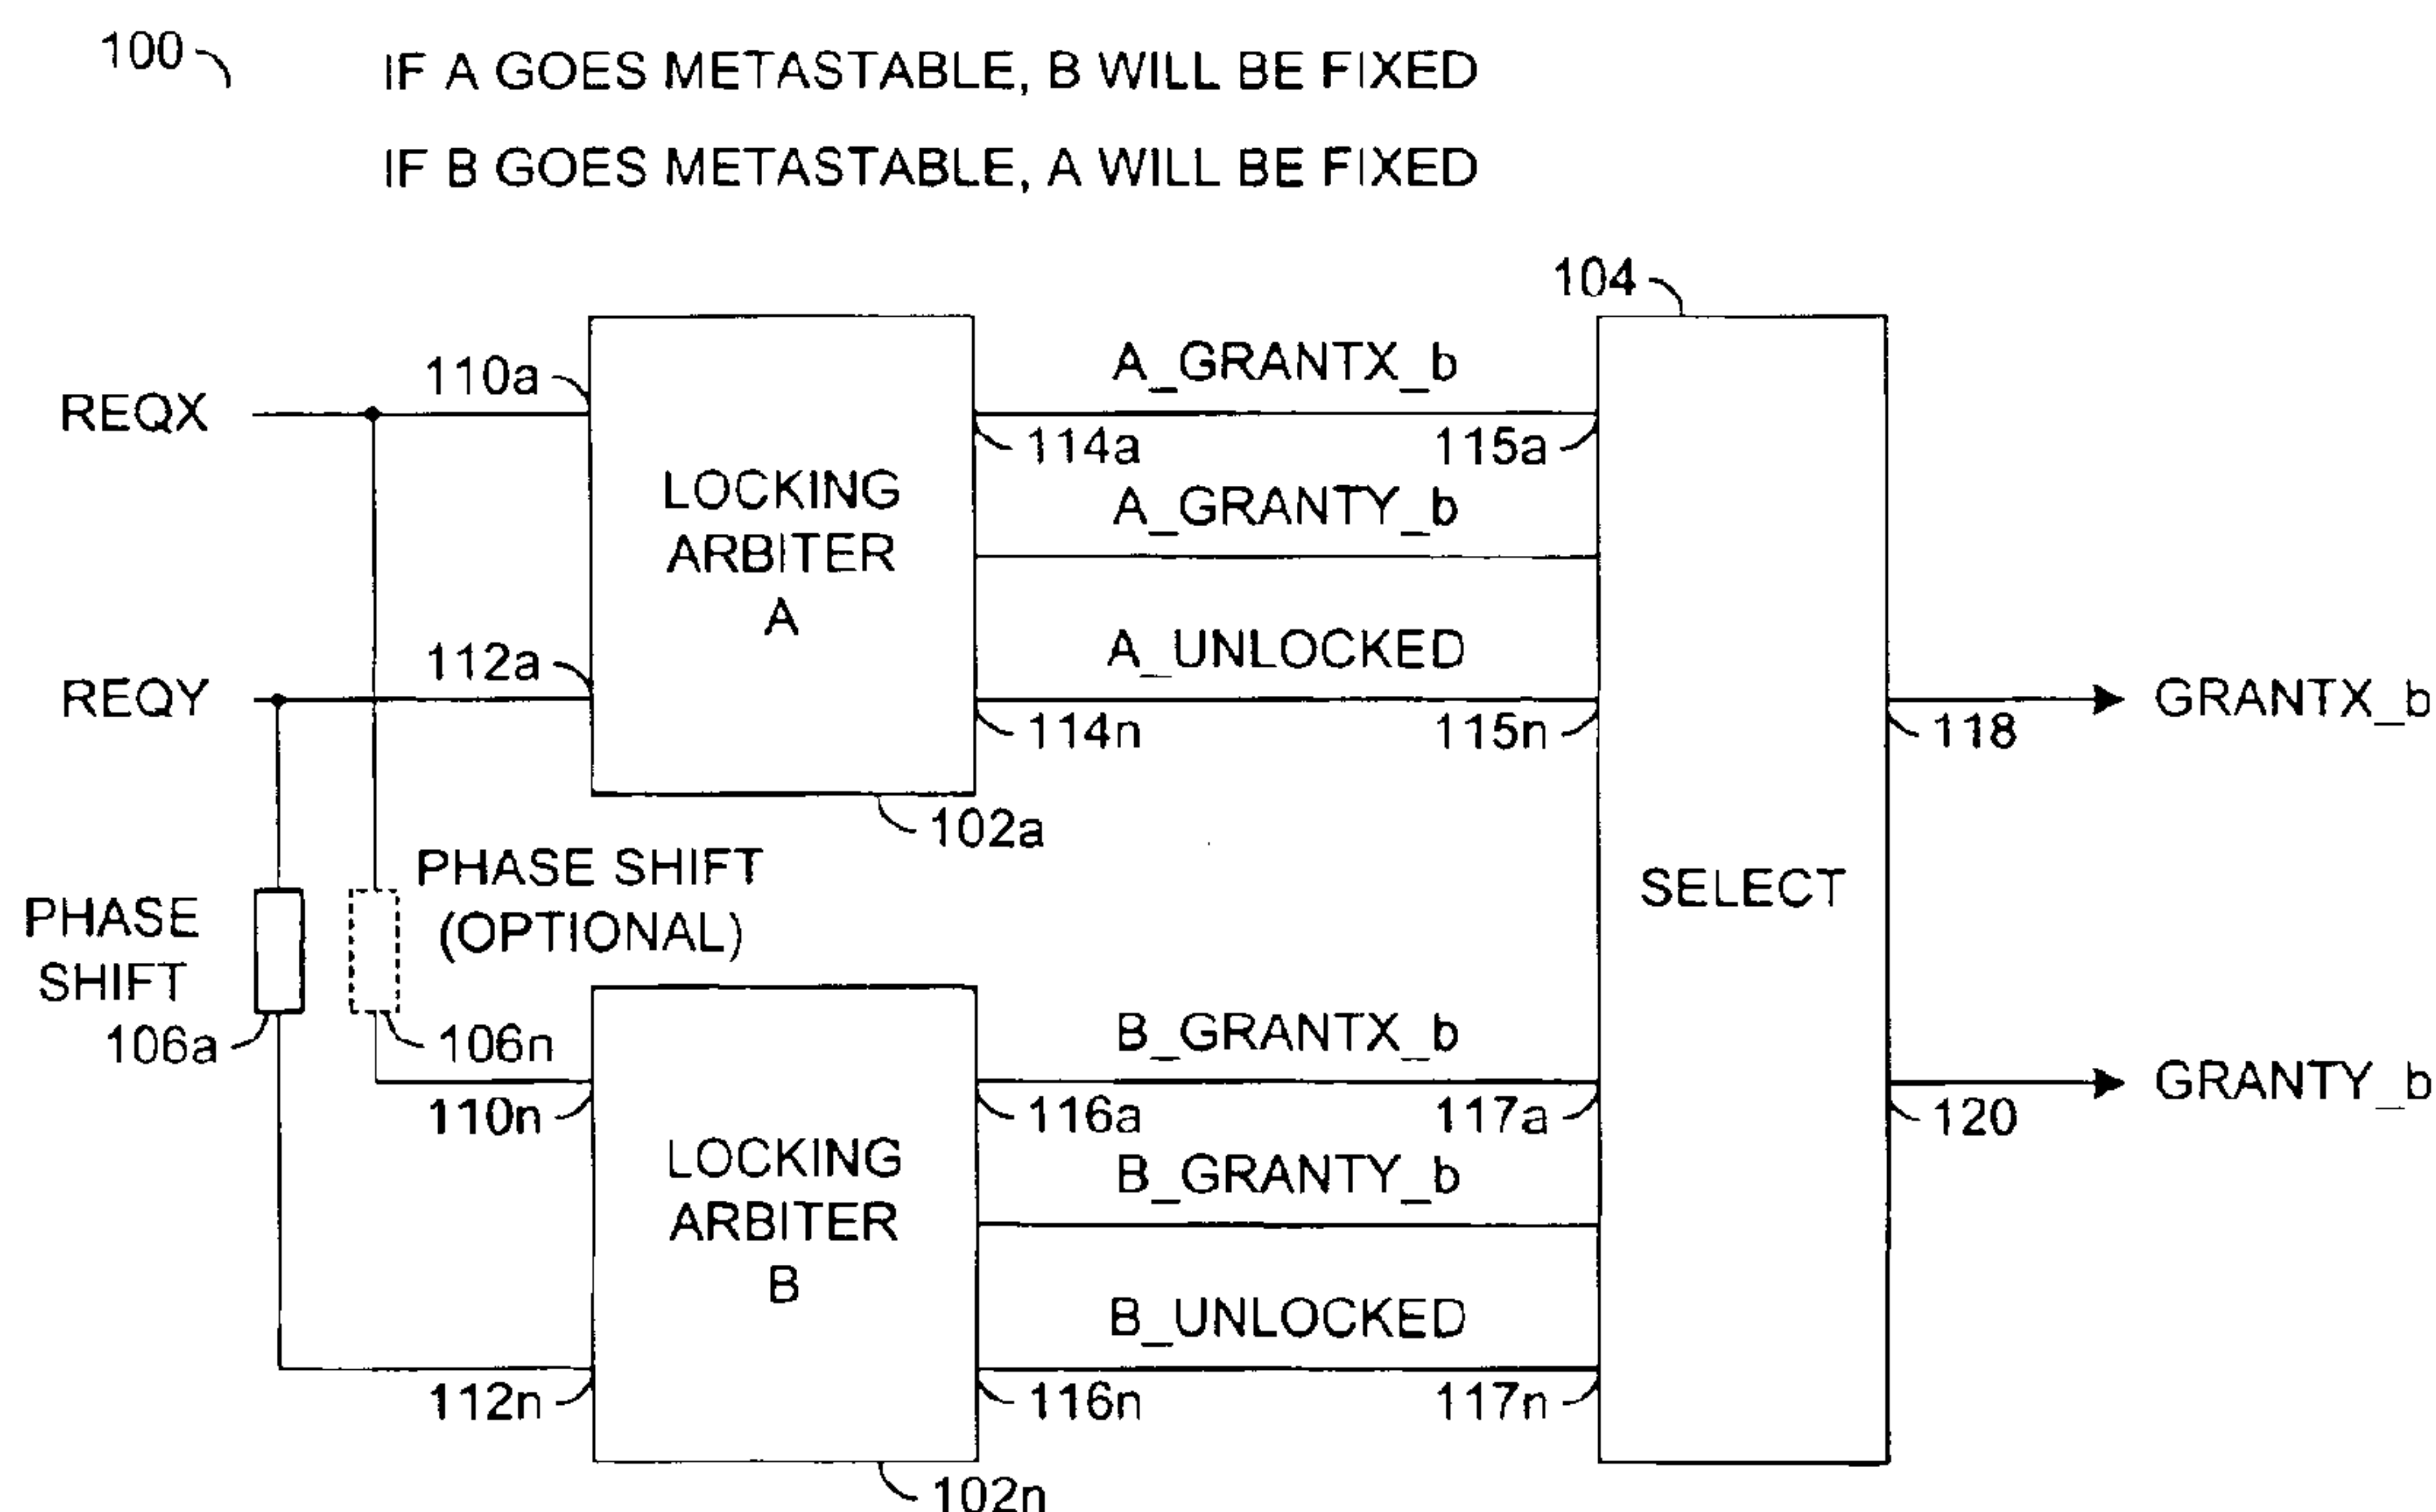 100
IF A GOES METASTABLE, B WILL BE FIXED
IF B GOES METASTABLE, A WILL BE FIXED
104
A_GRANTX_b
110a
REQX
114a
115a
LOCKING
ARBITER
A
A_GRANTY_b
A_UNLOCKED
112a
REQY
114n
115n
GRANTX_b
118
102a
PHASE SHIFT
(OPTIONAL)
SELECT
PHASE
SHIFT
106a
106n
B_GRANTX_b
110n
116a
117a
GRANTY_b
120
LOCKING
ARBITER
B
B_GRANTY_b
B_UNLOCKED
112n
116n
117n
102n